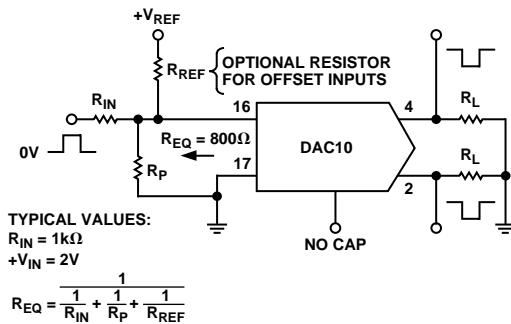 +VREF
RREF
OPTIONAL RESISTOR
FOR OFFSET INPUTS
RIN
16
4
RL
0V
REQ = 800Ω
DAC10
RP
17
RL
2
TYPICAL VALUES:
RIN = 1kΩ
+VIN = 2V
NO CAP
REQ = 1 / (1/RIN + 1/RP + 1/RREF)